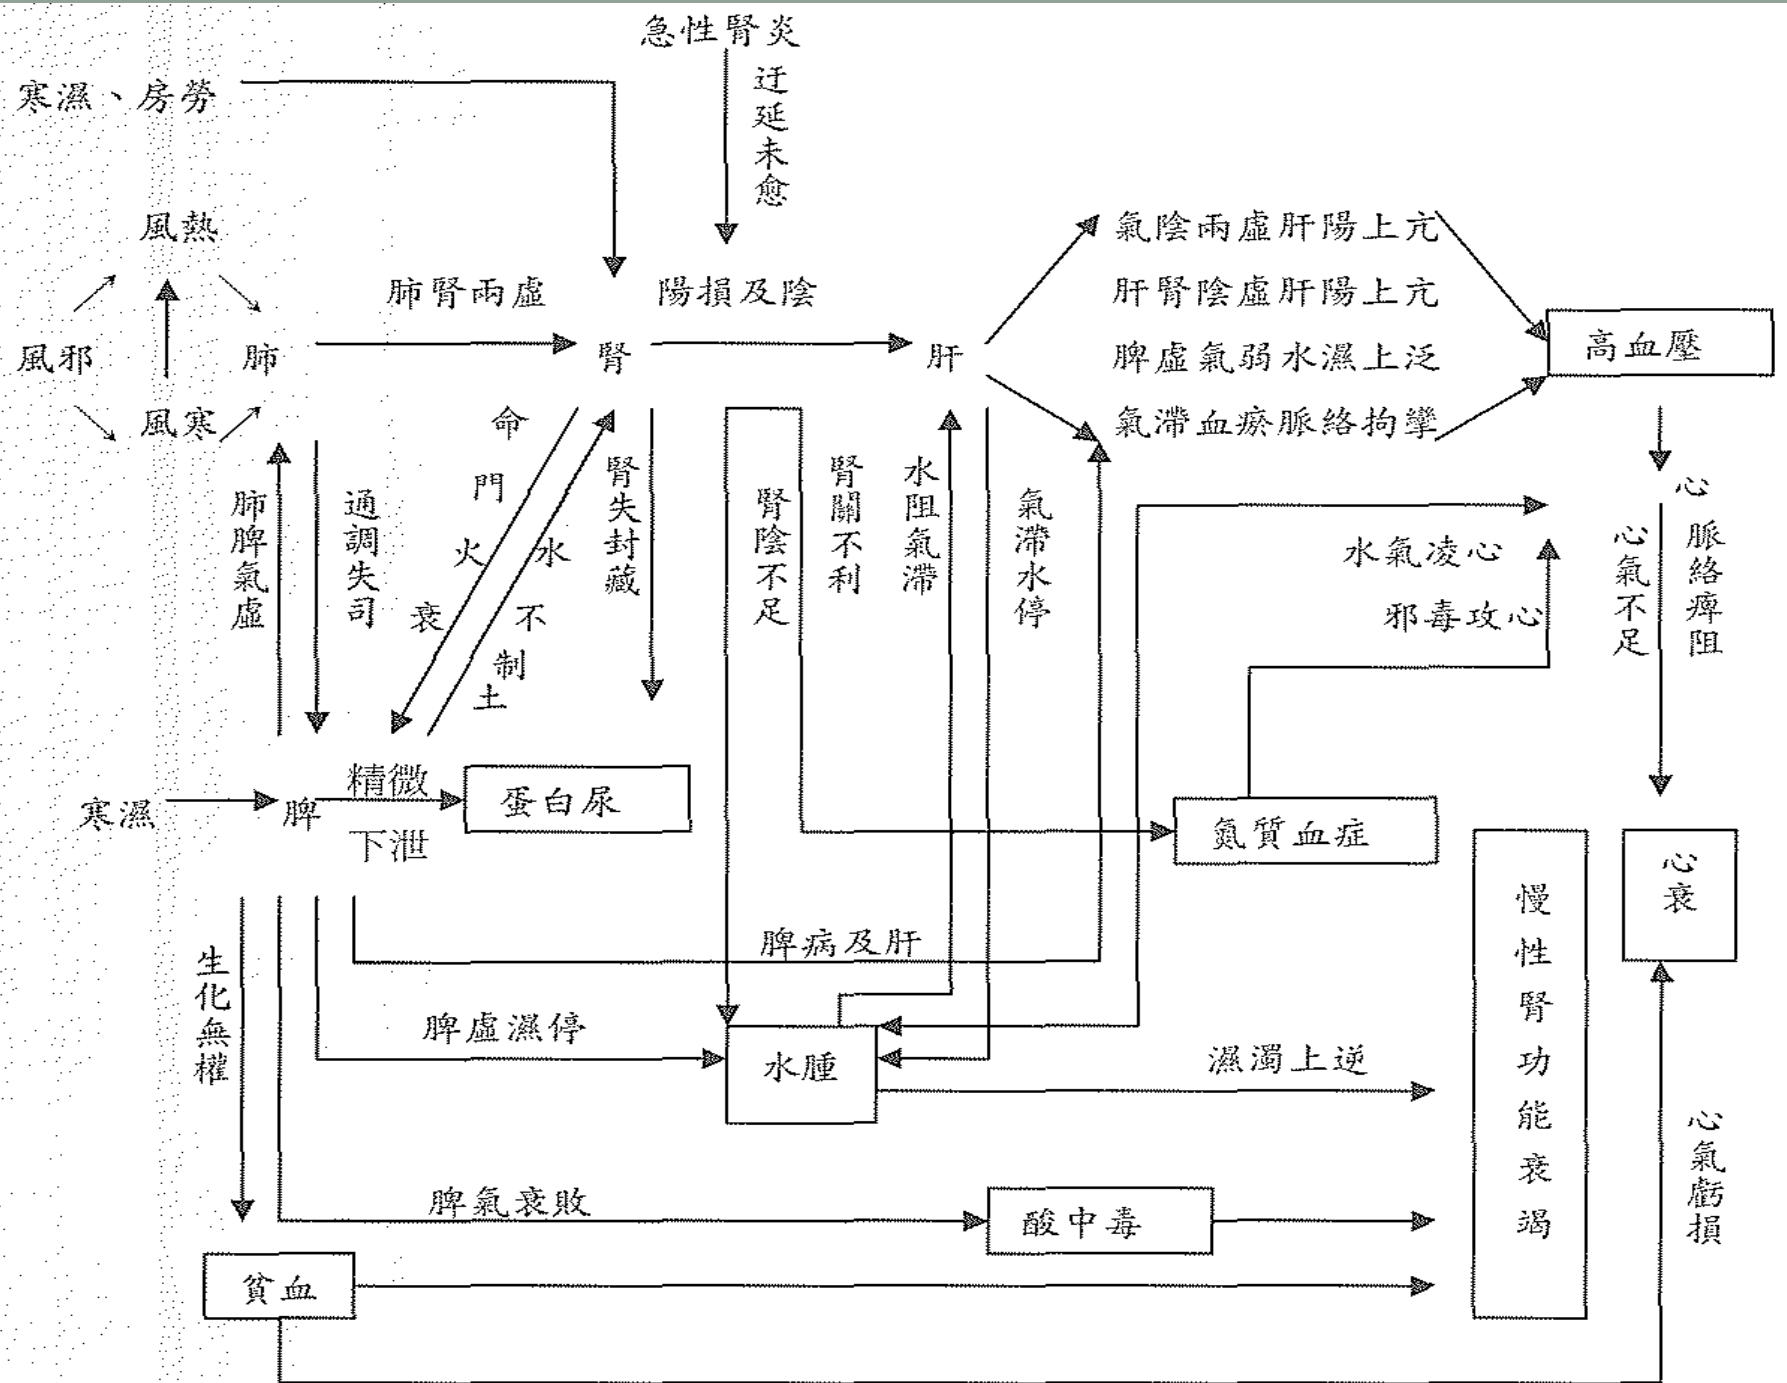 急性腎炎
迂延未愈
寒濕、房勞
風熱
風邪
風寒
肺
肺腎兩虛
腎
陽損及陰
肝
氣陰兩虛肝陽上亢
肝腎陰虛肝陽上亢
脾虛氣弱水濕上泛
氣滯血瘀脈絡拘攣
高血壓
肺脾氣虛
通調失司
命門火衰
水不制土
腎失封藏
腎陰不足
腎關不利
水阻氣滯
氣滯水停
水氣凌心
邪毒攻心
心
心氣不足
脈絡痺阻
寒濕
脾
精微
下泄
蛋白尿
氮質血症
慢性腎功能衰竭
心衰
生化無權
脾病及肝
脾虛濕停
水腫
濕濁上逆
脾氣衰敗
酸中毒
貧血
心氣虧損